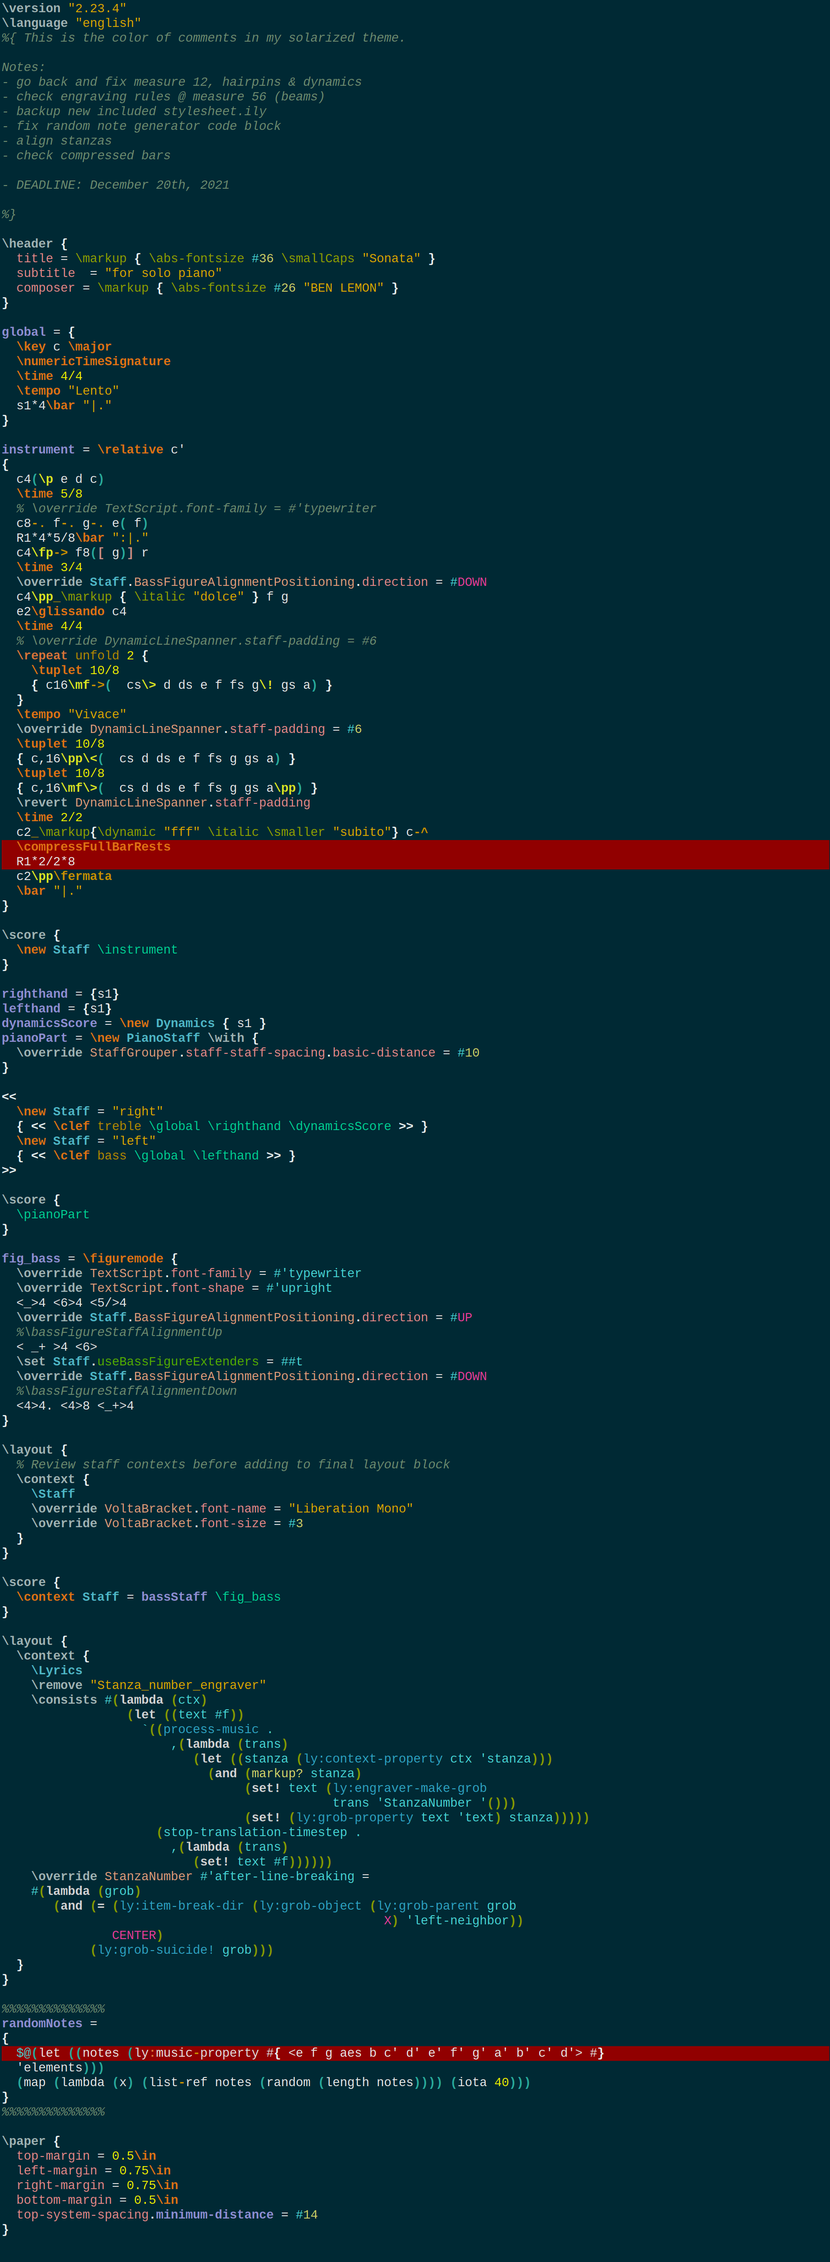 \version "2.23.4"
\language "english"
%{ This is the color of comments in my solarized theme.

Notes:
- go back and fix measure 12, hairpins & dynamics
- check engraving rules @ measure 56 (beams)
- backup new included stylesheet.ily
- fix random note generator code block
- align stanzas
- check compressed bars

- DEADLINE: December 20th, 2021

%}

\header {
  title = \markup { \abs-fontsize #36 \smallCaps "Sonata" }
  subtitle  = "for solo piano"
  composer = \markup { \abs-fontsize #26 "BEN LEMON" }
}

global = {
  \key c \major
  \numericTimeSignature
  \time 4/4
  \tempo "Lento"
  s1*4\bar "|."
}

instrument = \relative c'
{
  c4(\p e d c)
  \time 5/8
  % \override TextScript.font-family = #'typewriter
  c8-. f-. g-. e( f)
  R1*4*5/8\bar ":|."
  c4\fp-> f8([ g)] r
  \time 3/4
  \override Staff.BassFigureAlignmentPositioning.direction = #DOWN
  c4\pp_\markup { \italic "dolce" } f g
  e2\glissando c4
  \time 4/4
  % \override DynamicLineSpanner.staff-padding = #6
  \repeat unfold 2 {
    \tuplet 10/8
    { c16\mf->(  cs\> d ds e f fs g\! gs a) }
  }
  \tempo "Vivace"
  \override DynamicLineSpanner.staff-padding = #6
  \tuplet 10/8
  { c,16\pp\<(  cs d ds e f fs g gs a) }
  \tuplet 10/8
  { c,16\mf\>(  cs d ds e f fs g gs a\pp) }
  \revert DynamicLineSpanner.staff-padding
  \time 2/2
  c2_\markup{\dynamic "fff" \italic \smaller "subito"} c-^
  \compressFullBarRests
  R1*2/2*8
  c2\pp\fermata
  \bar "|."
}

\score {
  \new Staff \instrument
}

righthand = {s1}
lefthand = {s1}
dynamicsScore = \new Dynamics { s1 }
pianoPart = \new PianoStaff \with {
  \override StaffGrouper.staff-staff-spacing.basic-distance = #10
}

<<
  \new Staff = "right"
  { << \clef treble \global \righthand \dynamicsScore >> }
  \new Staff = "left"
  { << \clef bass \global \lefthand >> }
>>

\score {
  \pianoPart
}

fig_bass = \figuremode {
  \override TextScript.font-family = #'typewriter
  \override TextScript.font-shape = #'upright
  <_>4 <6>4 <5/>4
  \override Staff.BassFigureAlignmentPositioning.direction = #UP
  %\bassFigureStaffAlignmentUp
  < _+ >4 <6>
  \set Staff.useBassFigureExtenders = ##t
  \override Staff.BassFigureAlignmentPositioning.direction = #DOWN
  %\bassFigureStaffAlignmentDown
  <4>4. <4>8 <_+>4
}

\layout {
  % Review staff contexts before adding to final layout block
  \context {
    \Staff
    \override VoltaBracket.font-name = "Liberation Mono"
    \override VoltaBracket.font-size = #3
  }
}

\score {
  \context Staff = bassStaff \fig_bass
}

\layout {
  \context {
    \Lyrics
    \remove "Stanza_number_engraver"
    \consists #(lambda (ctx)
                 (let ((text #f))
                   `((process-music .
                       ,(lambda (trans)
                          (let ((stanza (ly:context-property ctx 'stanza)))
                            (and (markup? stanza)
                                 (set! text (ly:engraver-make-grob
                                             trans 'StanzaNumber '()))
                                 (set! (ly:grob-property text 'text) stanza)))))
                     (stop-translation-timestep .
                       ,(lambda (trans)
                          (set! text #f))))))
    \override StanzaNumber #'after-line-breaking =
    #(lambda (grob)
       (and (= (ly:item-break-dir (ly:grob-object (ly:grob-parent grob
                                                    X) 'left-neighbor))
               CENTER)
            (ly:grob-suicide! grob)))
  }
}

%%%%%%%%%%%%%%
randomNotes =
{
  $@(let ((notes (ly:music-property #{ <e f g aes b c' d' e' f' g' a' b' c' d'> #}
  'elements)))
  (map (lambda (x) (list-ref notes (random (length notes)))) (iota 40)))
}
%%%%%%%%%%%%%%

\paper {
  top-margin = 0.5\in
  left-margin = 0.75\in
  right-margin = 0.75\in
  bottom-margin = 0.5\in
  top-system-spacing.minimum-distance = #14
}